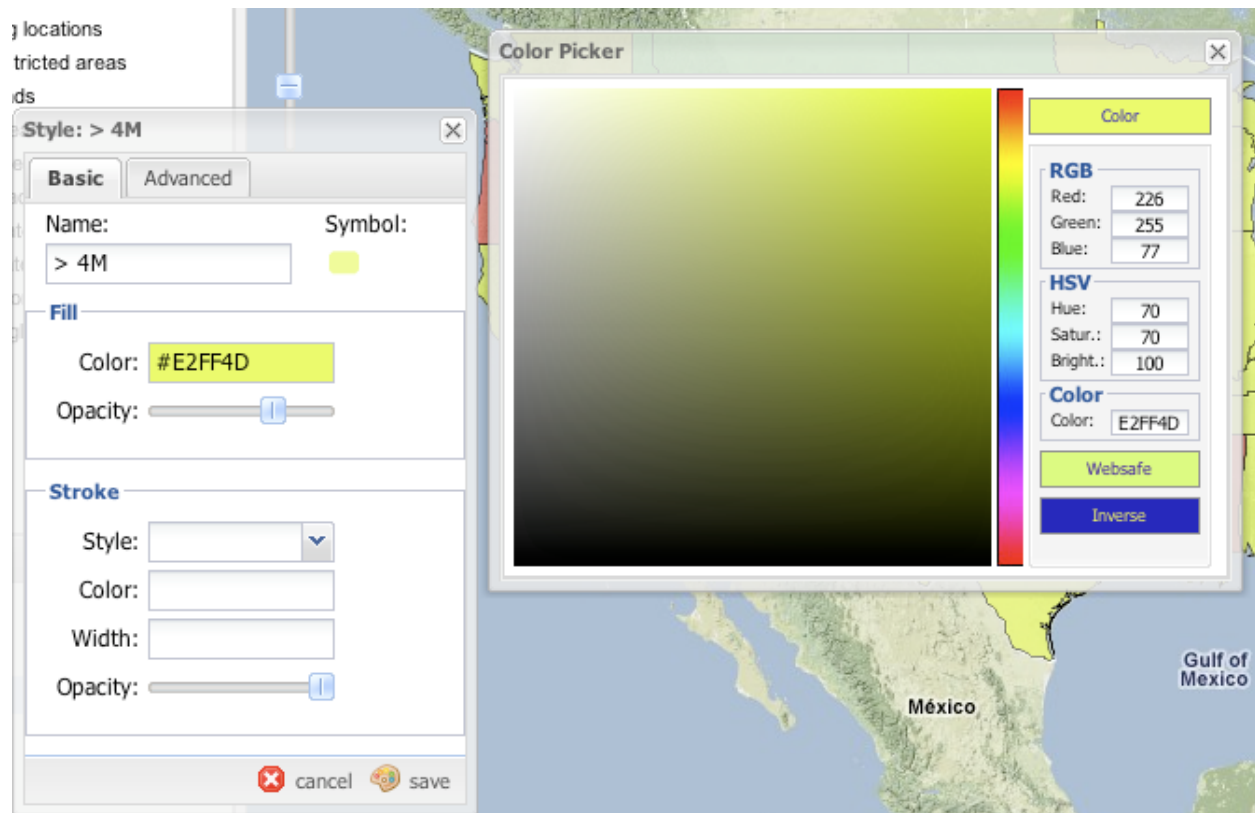 locations
areas
Style: > 4M
Basic
Advanced
Name:
Symbol:
> 4M
Fill
Color: #E2FF4D
Opacity:
Stroke
Style:
Color:
Width:
Opacity:
cancel
save
Color Picker
Color
RGB
Red: 226
Green: 255
Blue: 77
HSV
Hue: 70
Satur.: 70
Bright.: 100
Color
Color: E2FF4D
Websafe
Inverse
México
Gulf of
Mexico